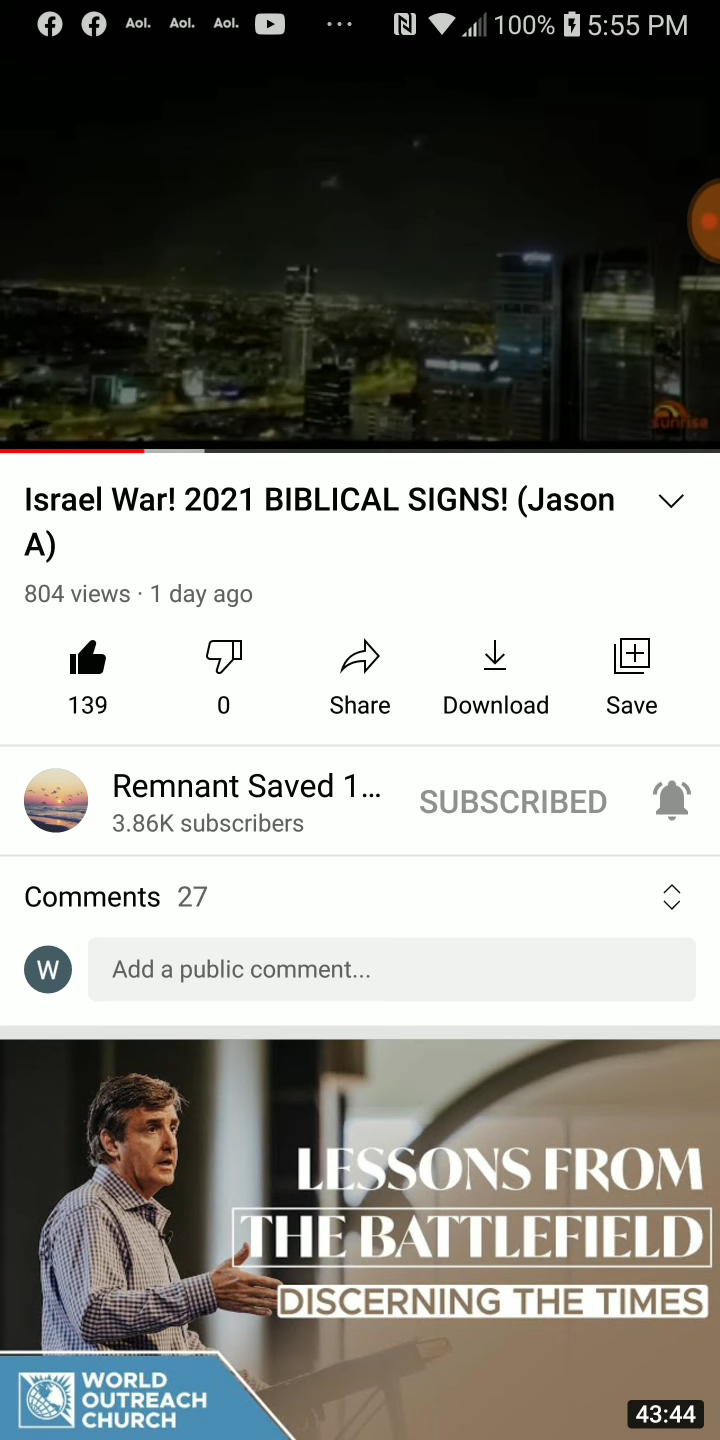 Aol. Aol. Aol. ... 100% 5:55 PM
sunrise
Israel War! 2021 BIBLICAL SIGNS! (Jason
A)
804 views · 1 day ago
139 0 Share Download Save
Remnant Saved 1...
3.86K subscribers
SUBSCRIBED
Comments 27
W Add a public comment...
LESSONS FROM
THE BATTLEFIELD
DISCERNING THE TIMES
WORLD
OUTREACH
CHURCH
43:44